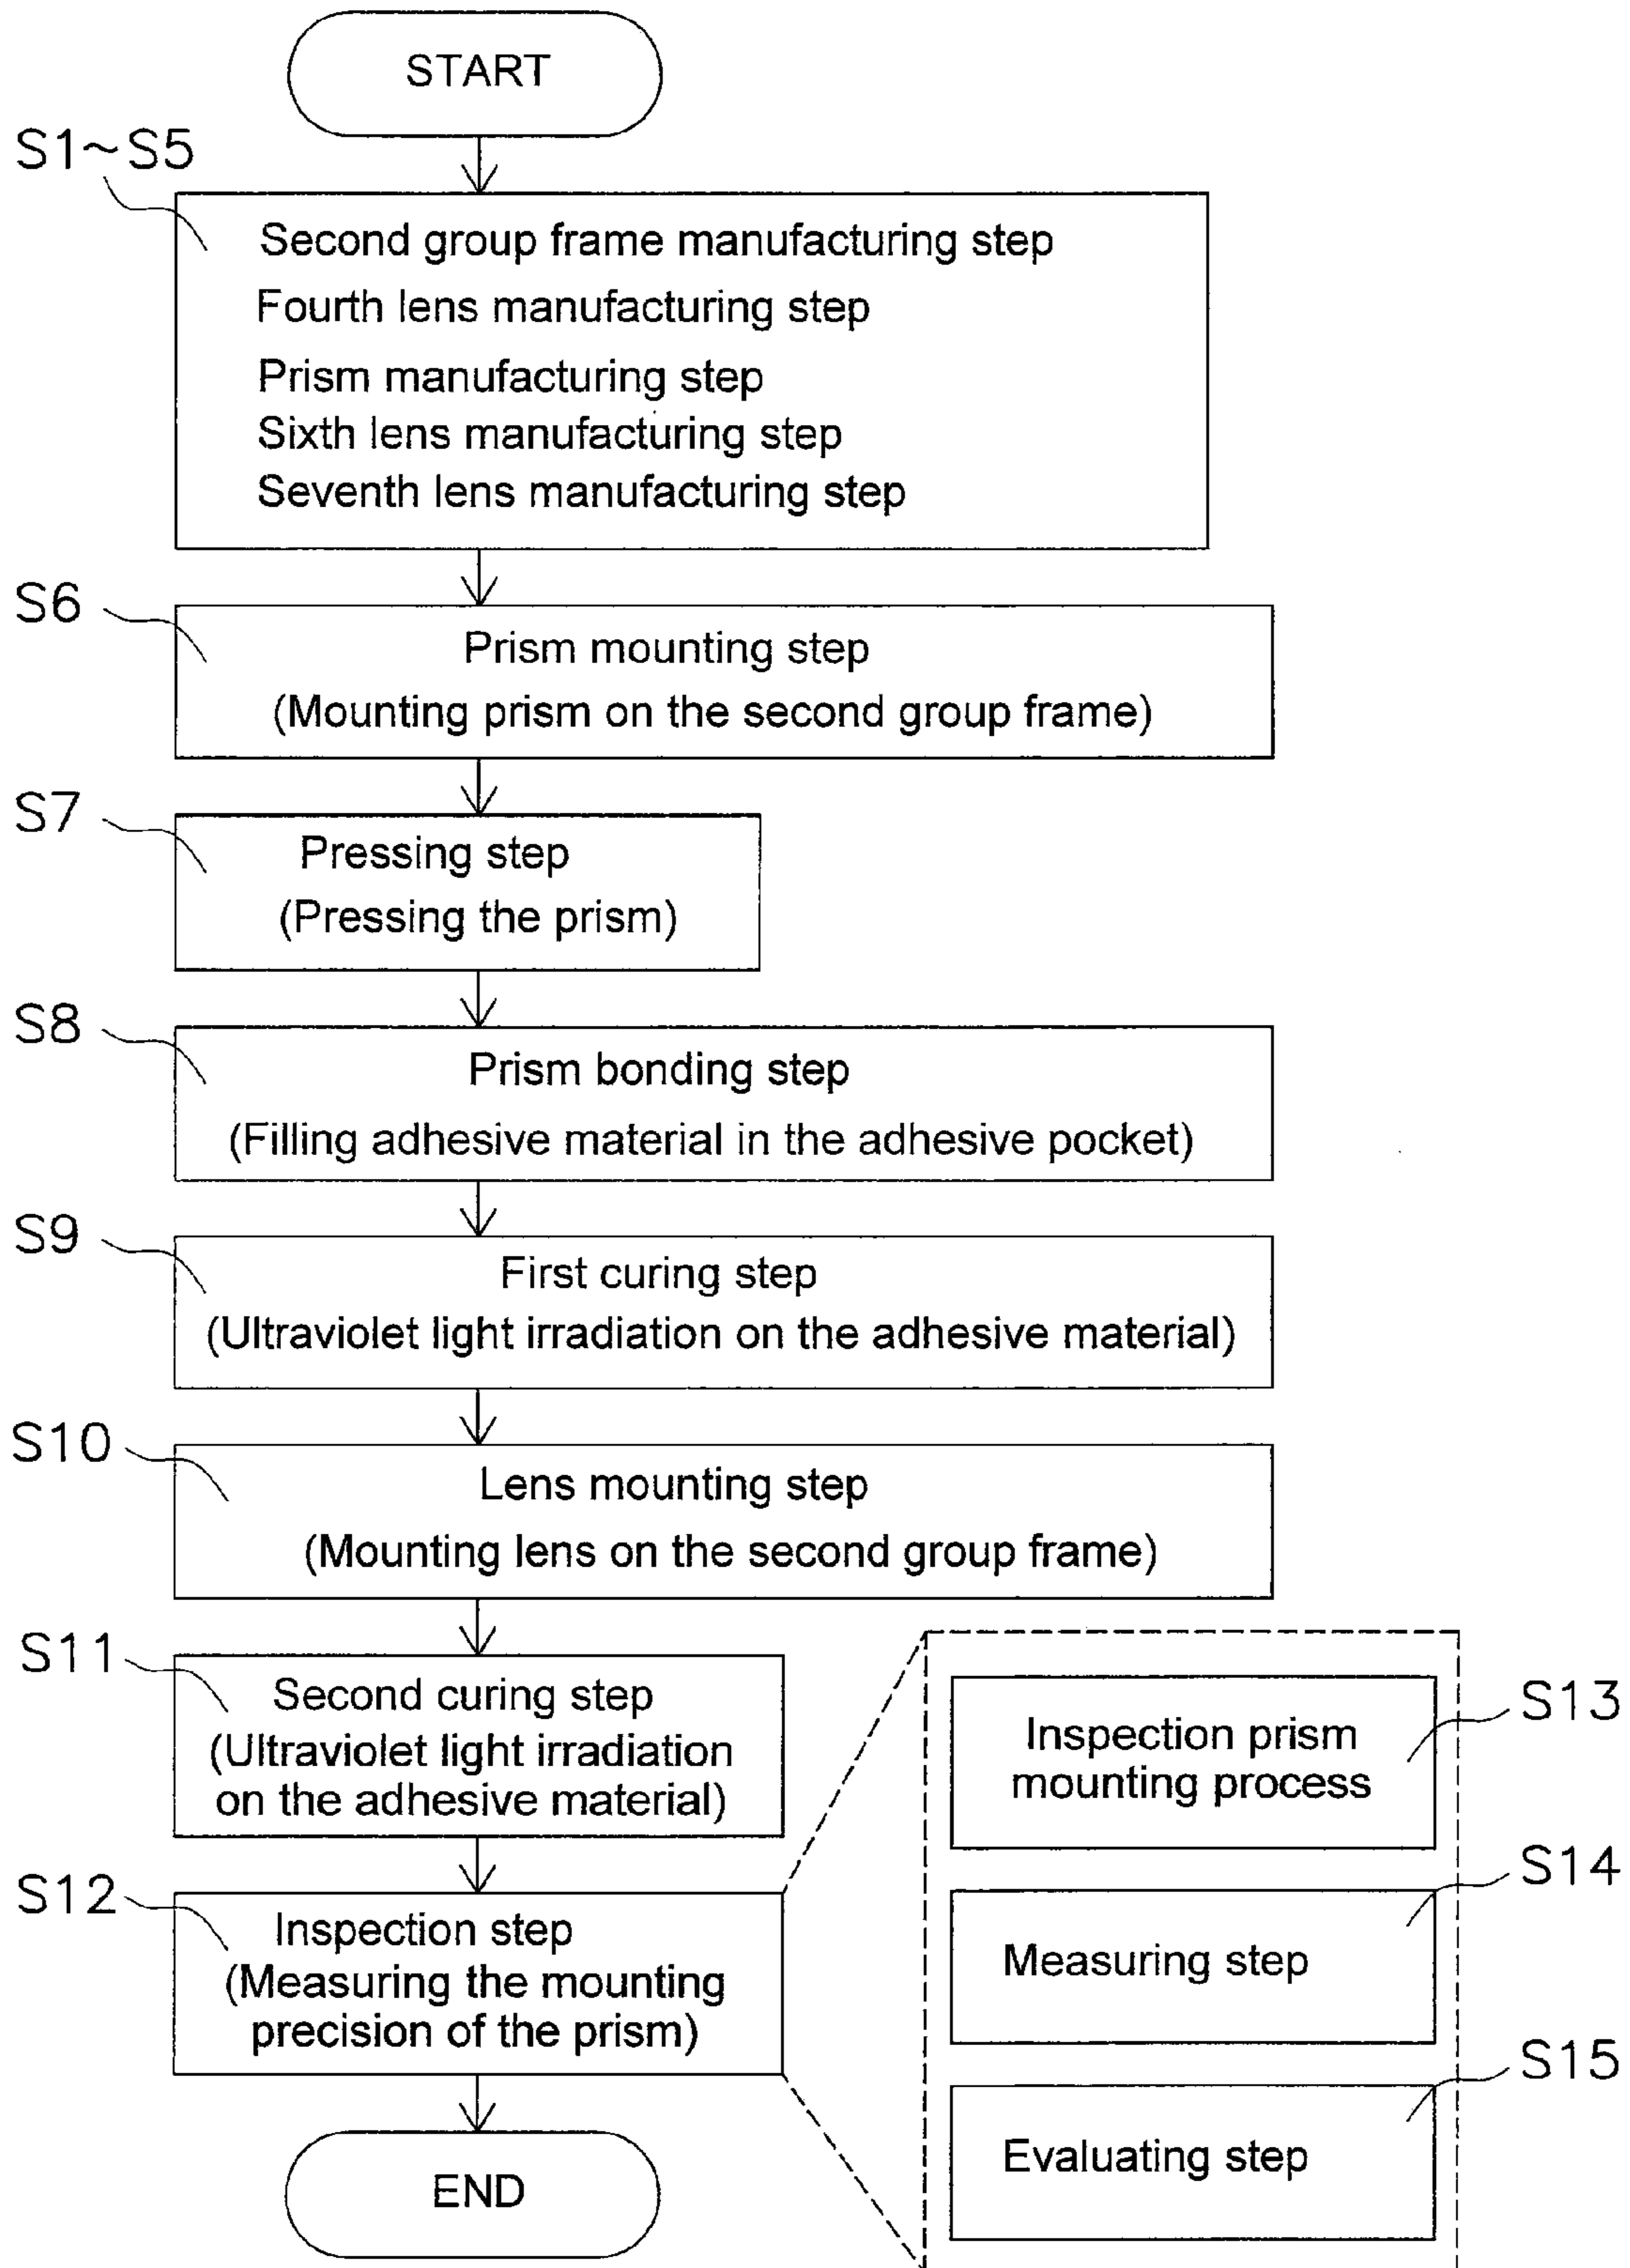 START
S1~S5
Second group frame manufacturing step
Fourth lens manufacturing step
Prism manufacturing step
Sixth lens manufacturing step
Seventh lens manufacturing step
S6
Prism mounting step
(Mounting prism on the second group frame)
S7
Pressing step
(Pressing the prism)
S8
Prism bonding step
(Filling adhesive material in the adhesive pocket)
S9
First curing step
(Ultraviolet light irradiation on the adhesive material)
S10
Lens mounting step
(Mounting lens on the second group frame)
S11
Second curing step
(Ultraviolet light irradiation
on the adhesive material)
S12
Inspection step
(Measuring the mounting
precision of the prism)
S13
Inspection prism
mounting process
S14
Measuring step
S15
Evaluating step
END